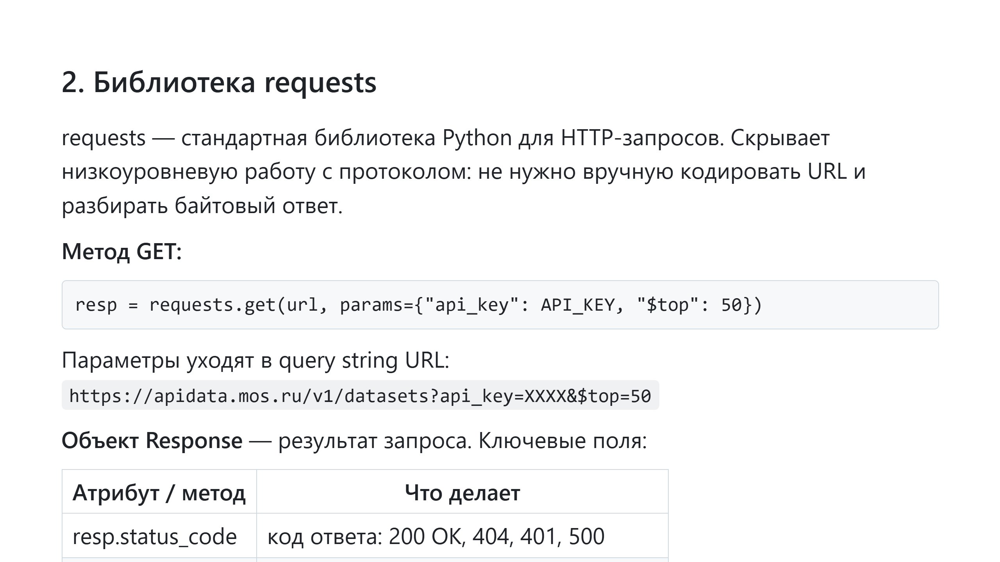 2. Библиотека requests
requests — стандартная библиотека Python для HTTP-запросов. Скрывает
низкоуровневую работу с протоколом: не нужно вручную кодировать URL и
разбирать байтовый ответ.
Метод GET:
resp = requests.get(url, params={"api_key": API_KEY, "$top": 50})
Параметры уходят в query string URL:
https://apidata.mos.ru/v1/datasets?api_key=XXXX&$top=50
Объект Response — результат запроса. Ключевые поля:
Атрибут / метод
Что делает
resp.status_code
код ответа: 200 OK, 404, 401, 500